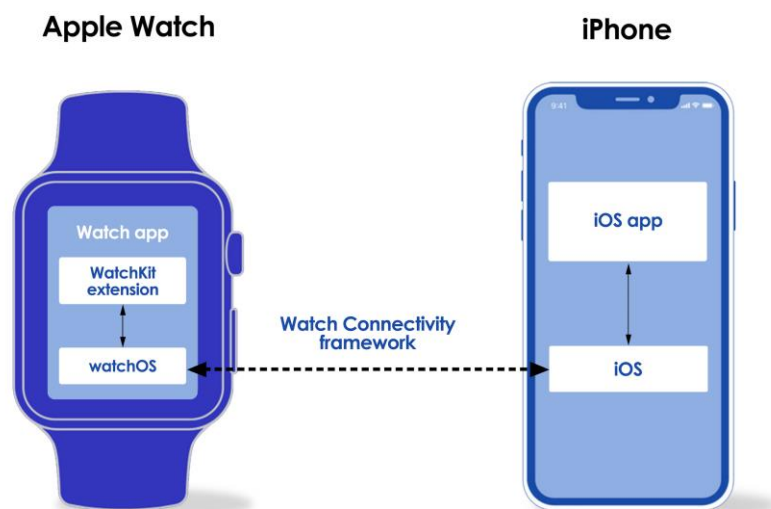 Apple Watch
iPhone
9:41
Watch app
WatchKit
extension
watchOS
Watch Connectivity
framework
iOS app
iOS